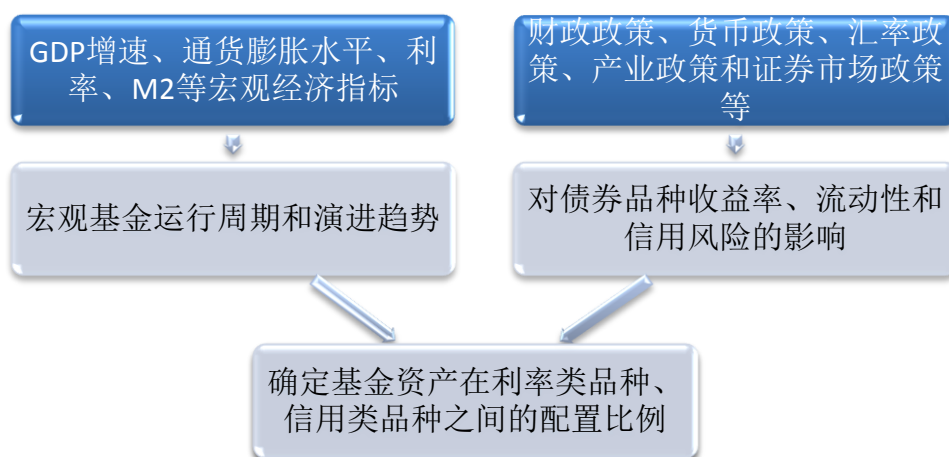 GDP增速、通货膨胀水平、利
率、M2等宏观经济指标
财政政策、货币政策、汇率政
策、产业政策和证券市场政策
等
宏观基金运行周期和演进趋势
对债券品种收益率、流动性和
信用风险的影响
确定基金资产在利率类品种、
信用类品种之间的配置比例